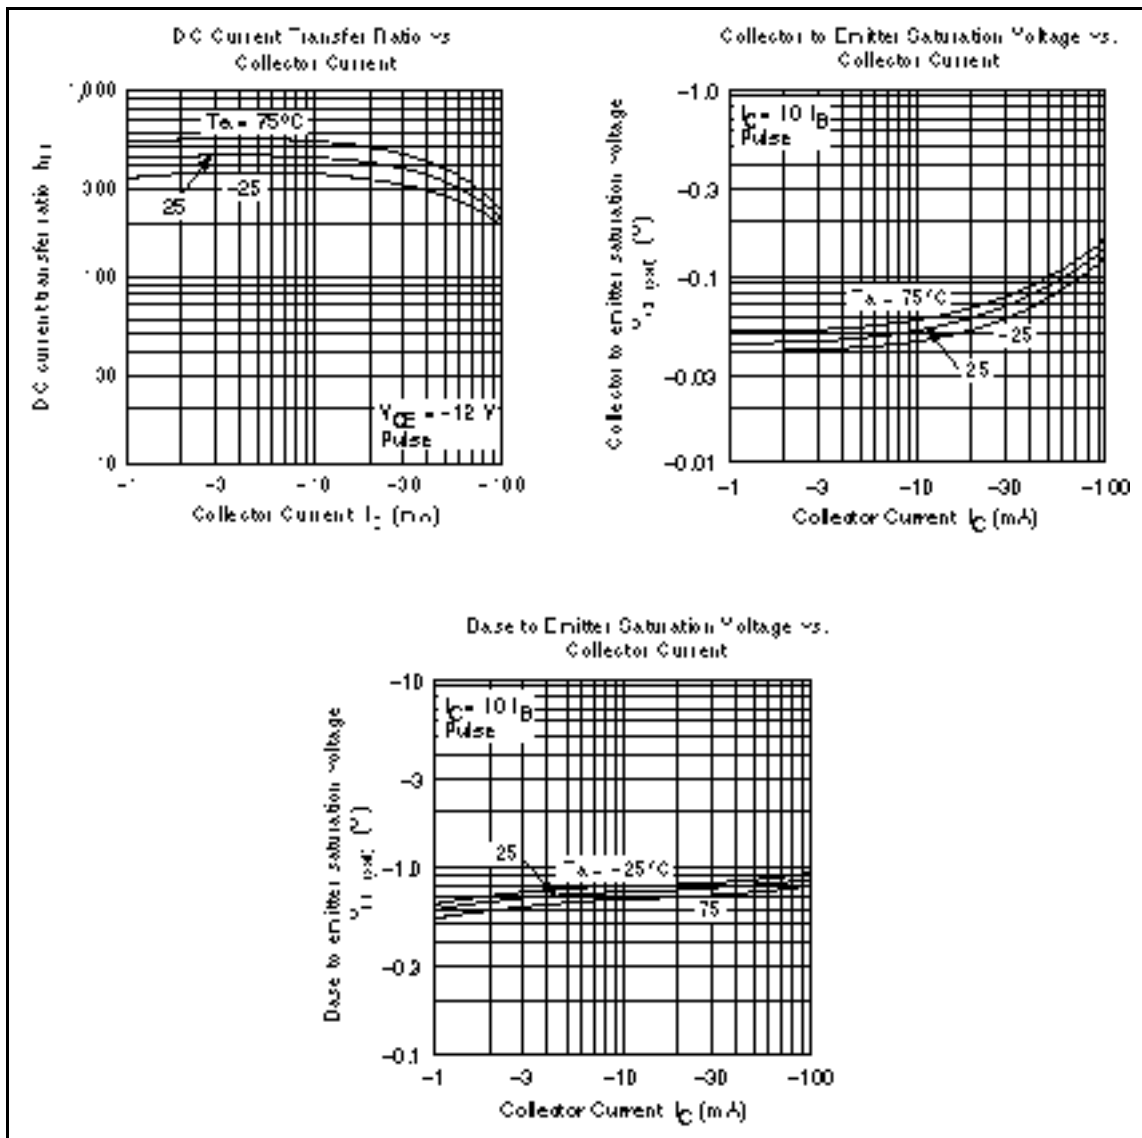 DC Current Transfer Ratio vs
Collector Current
1,000
300
100
30
10
DC current transfer ratio
Ta = 75°C
25
-25
VCE = -12 V
Pulse
-1 -3 -10 -30 -100
Collector Current IC (mA)
Collector to Emitter Saturation Voltage vs.
Collector Current
-1.0
-0.3
-0.1
-0.03
-0.01
Collector to emitter saturation voltage
(V)
IC = 10 IB
Pulse
Ta = 75°C
-25
25
-1 -3 -10 -30 -100
Collector Current IC (mA)
Base to Emitter Saturation Voltage vs.
Collector Current
-10
-3
-1.0
-0.3
-0.1
Base to emitter saturation voltage
(V)
IC = 10 IB
Pulse
25
Ta = -25°C
75
-1 -3 -10 -30 -100
Collector Current IC (mA)